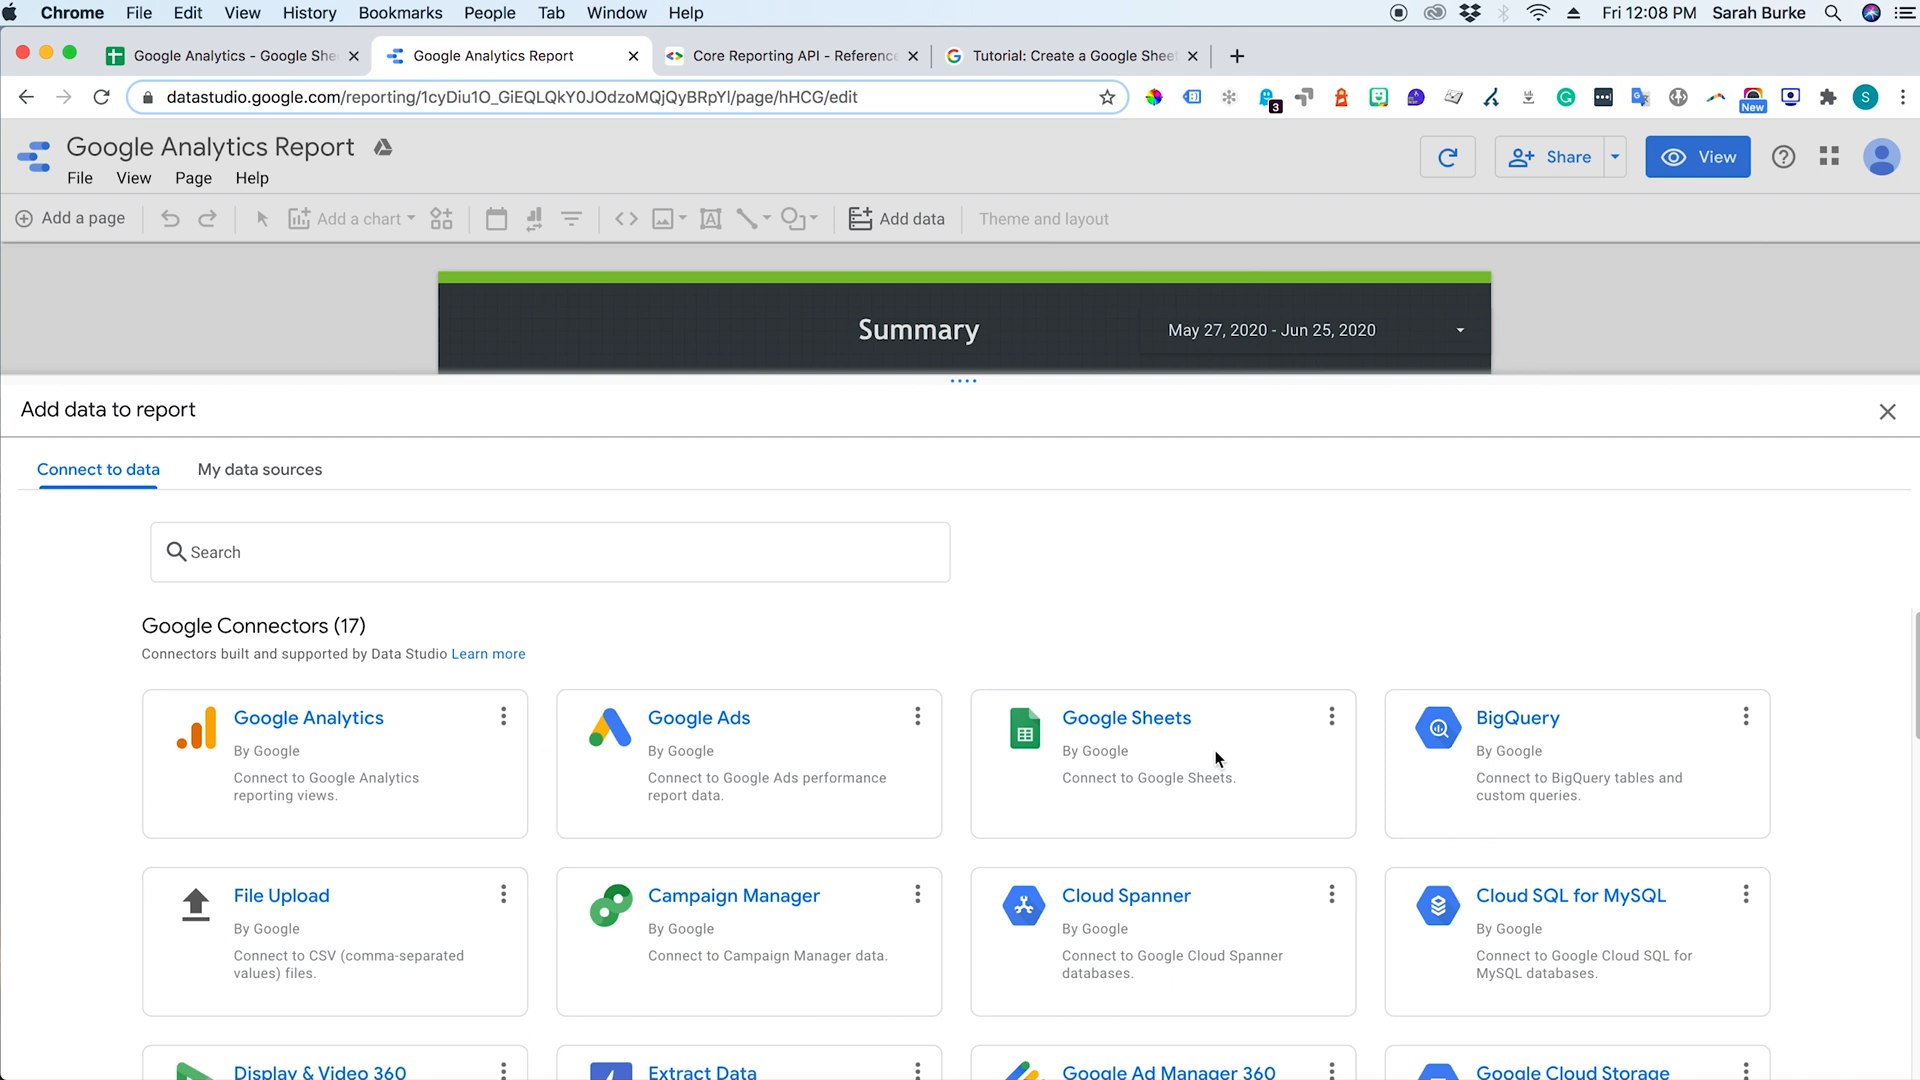 Chrome File Edit View History Bookmarks People Tab Window Help Fri 12:08 PM Sarah Burke
Google Analytics - Google She Google Analytics Report Core Reporting API - Reference Tutorial: Create a Google Sheet
datastudio.google.com/reporting/1cyDiu1O_GiEQLQkY0JOdzoMQjQyBRpYl/page/hHCG/edit 3 New S
Google Analytics Report Share View
File View Page Help
Add a page Add a chart Add data Theme and layout
Summary May 27, 2020 - Jun 25, 2020
Add data to report
Connect to data My data sources
Search
Google Connectors (17)
Connectors built and supported by Data Studio Learn more
Google Analytics Google Ads Google Sheets BigQuery
By Google By Google By Google By Google
Connect to Google Analytics Connect to Google Ads performance Connect to Google Sheets. Connect to BigQuery tables and
reporting views. report data. custom queries.
File Upload Campaign Manager Cloud Spanner Cloud SQL for MySQL
By Google By Google By Google By Google
Connect to CSV (comma-separated Connect to Campaign Manager data. Connect to Google Cloud Spanner Connect to Google Cloud SQL for
values) files. databases. MySQL databases.
Display & Video 360 Extract Data Google Ad Manager 360 Google Cloud Storage